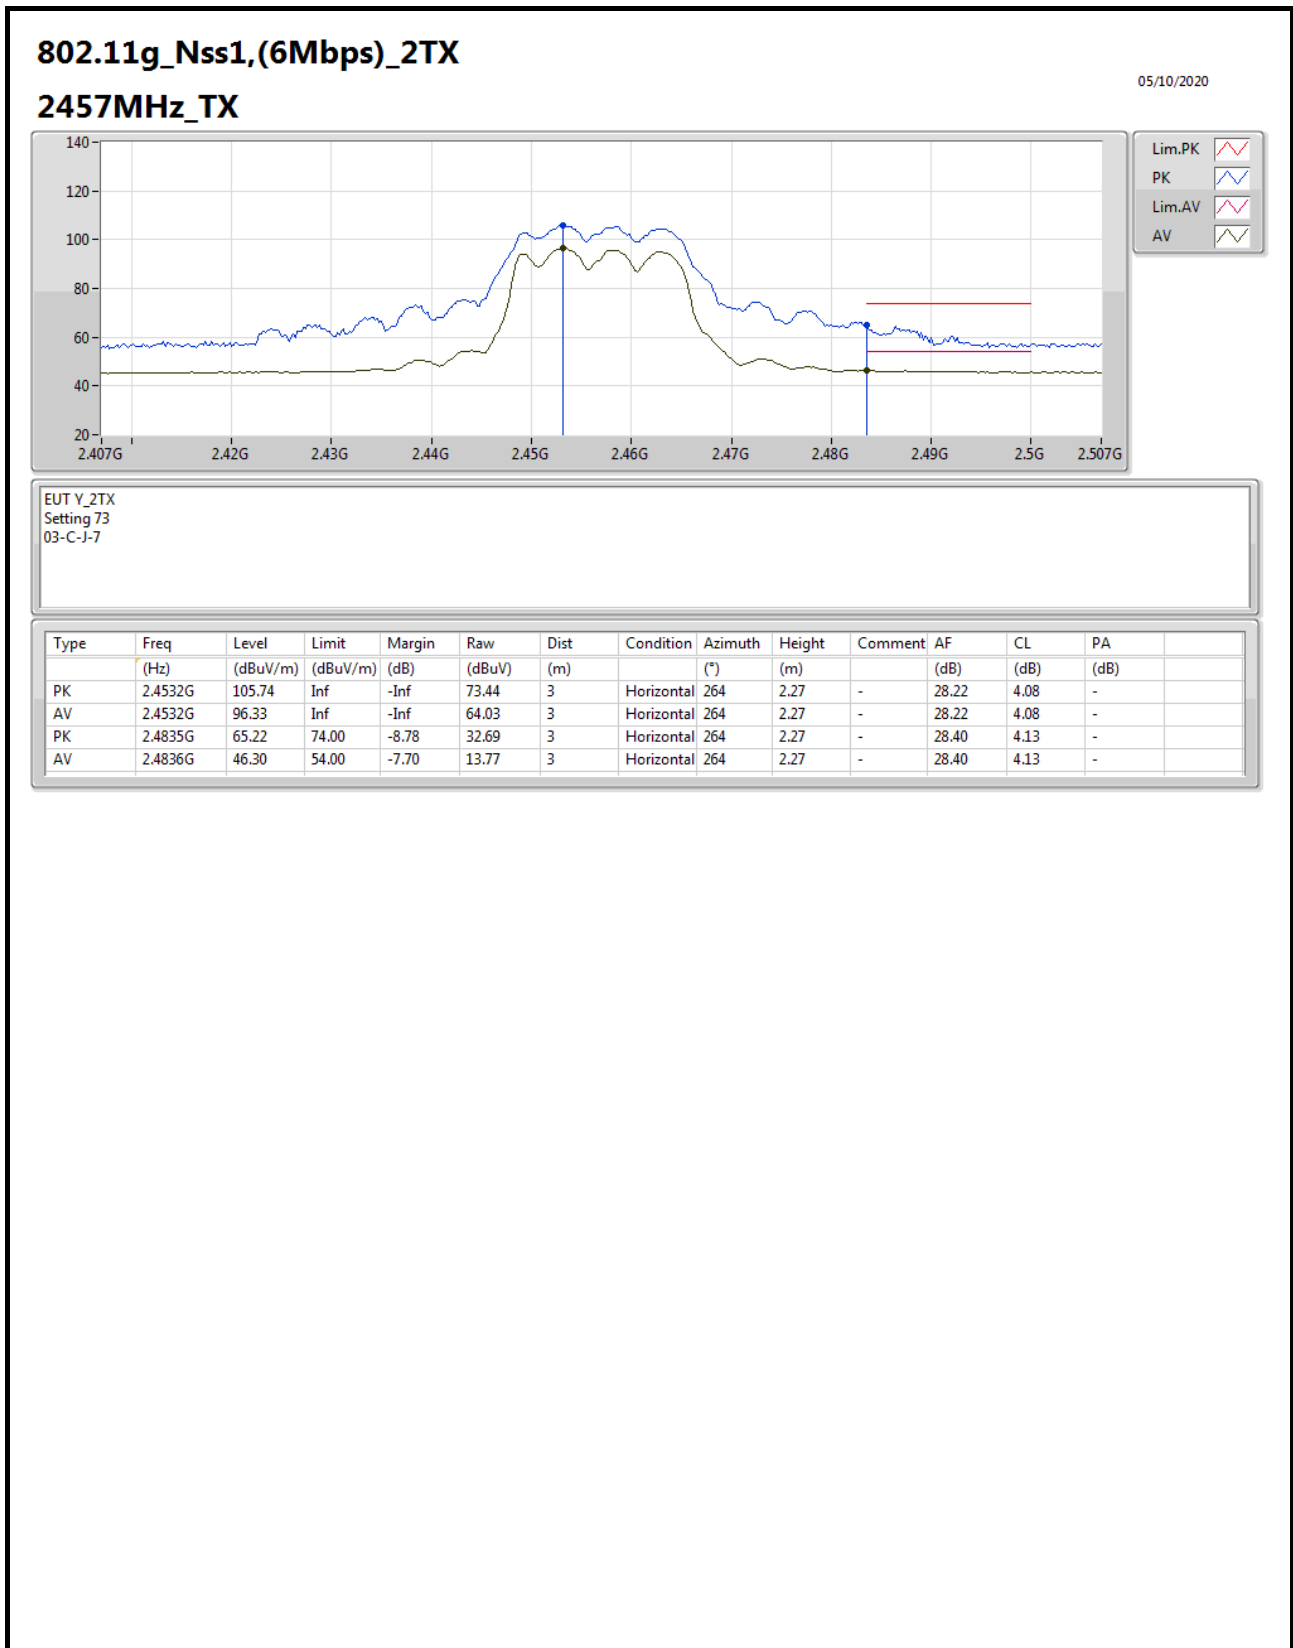 802.11g_Nss1,(6Mbps)_2TX
05/10/2020
2457MHz_TX
140
120
100
80
60
40
20
2.407G 2.42G 2.43G 2.44G 2.45G 2.46G 2.47G 2.48G 2.49G 2.5G 2.507G
Lim.PK
PK
Lim.AV
AV
EUT Y_2TX
Setting 73
03-C-J-7
Type Freq Level Limit Margin Raw Dist Condition Azimuth Height Comment AF CL PA
(Hz) (dBuV/m) (dBuV/m) (dB) (dBuV) (m) (°) (m) (dB) (dB) (dB)
PK 2.4532G 105.74 Inf -Inf 73.44 3 Horizontal 264 2.27 - 28.22 4.08 -
AV 2.4532G 96.33 Inf -Inf 64.03 3 Horizontal 264 2.27 - 28.22 4.08 -
PK 2.4835G 65.22 74.00 -8.78 32.69 3 Horizontal 264 2.27 - 28.40 4.13 -
AV 2.4836G 46.30 54.00 -7.70 13.77 3 Horizontal 264 2.27 - 28.40 4.13 -